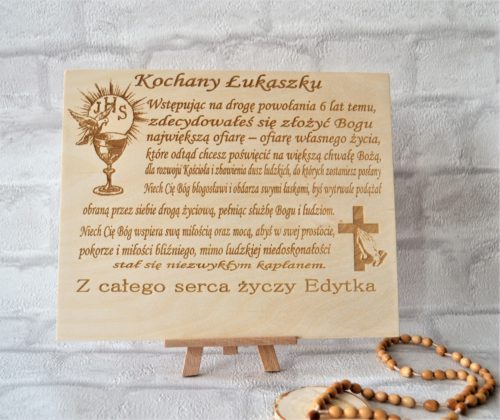 JHS
Kochany Łukaszku
Wstępując na drogę powołania 6 lat temu,
zdecydowałeś się złożyć Bogu
największą ofiarę – ofiarę własnego życia,
które odtąd chcesz poświęcić na większą chwałę Bożą,
dla rozwoju Kościoła i zbawienia dusz ludzkich, do których zostaniesz posłany
Niech Cię Bóg błogosławi i obdarza swymi łaskami, byś wytrwale podążał
obraną przez siebie drogą życiową, pełniąc służbę Bogu i ludziom.
Niech Cię Bóg wspiera swą miłością oraz mocą, abyś w swej prostocie,
pokorze i miłości bliźniego, mimo ludzkiej niedoskonałości
stał się niezwykłym kapłanem.
Z całego serca życzy Edytka